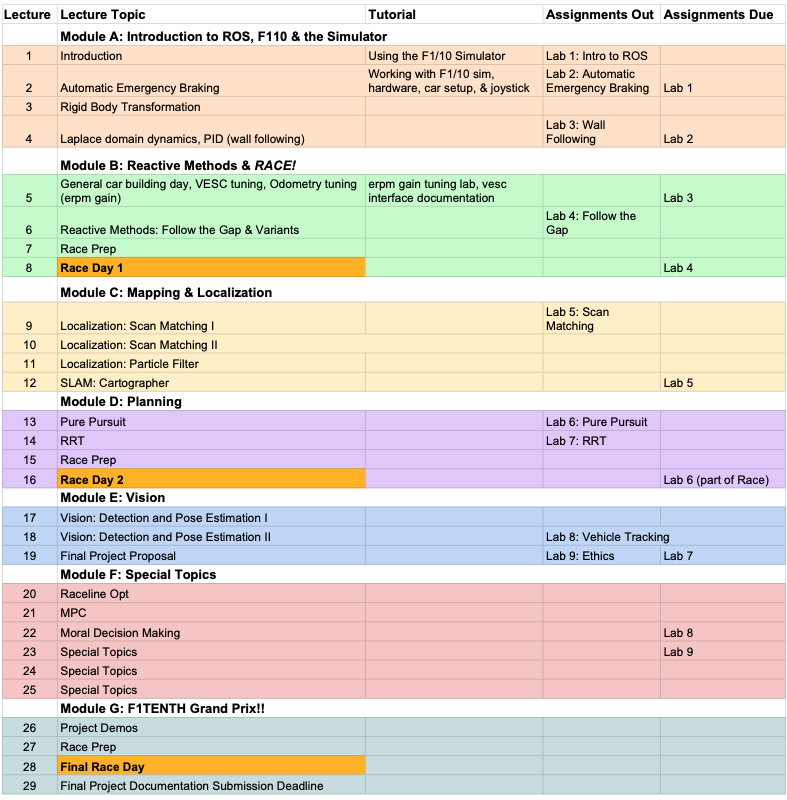 Lecture Lecture Topic Tutorial Assignments Out Assignments Due
Module A: Introduction to ROS, F110 & the Simulator
1 Introduction Using the F1/10 Simulator Lab 1: Intro to ROS
2 Automatic Emergency Braking Working with F1/10 sim, hardware, car setup, & joystick Lab 2: Automatic Emergency Braking Lab 1
3 Rigid Body Transformation
4 Laplace domain dynamics, PID (wall following) Lab 3: Wall Following Lab 2
Module B: Reactive Methods & RACE!
5 General car building day, VESC tuning, Odometry tuning (erpm gain) erpm gain tuning lab, vesc interface documentation Lab 3
6 Reactive Methods: Follow the Gap & Variants Lab 4: Follow the Gap
7 Race Prep
8 Race Day 1 Lab 4
Module C: Mapping & Localization
9 Localization: Scan Matching I Lab 5: Scan Matching
10 Localization: Scan Matching II
11 Localization: Particle Filter
12 SLAM: Cartographer Lab 5
Module D: Planning
13 Pure Pursuit Lab 6: Pure Pursuit
14 RRT Lab 7: RRT
15 Race Prep
16 Race Day 2 Lab 6 (part of Race)
Module E: Vision
17 Vision: Detection and Pose Estimation I
18 Vision: Detection and Pose Estimation II Lab 8: Vehicle Tracking
19 Final Project Proposal Lab 9: Ethics Lab 7
Module F: Special Topics
20 Raceline Opt
21 MPC
22 Moral Decision Making Lab 8
23 Special Topics Lab 9
24 Special Topics
25 Special Topics
Module G: F1TENTH Grand Prix!!
26 Project Demos
27 Race Prep
28 Final Race Day
29 Final Project Documentation Submission Deadline